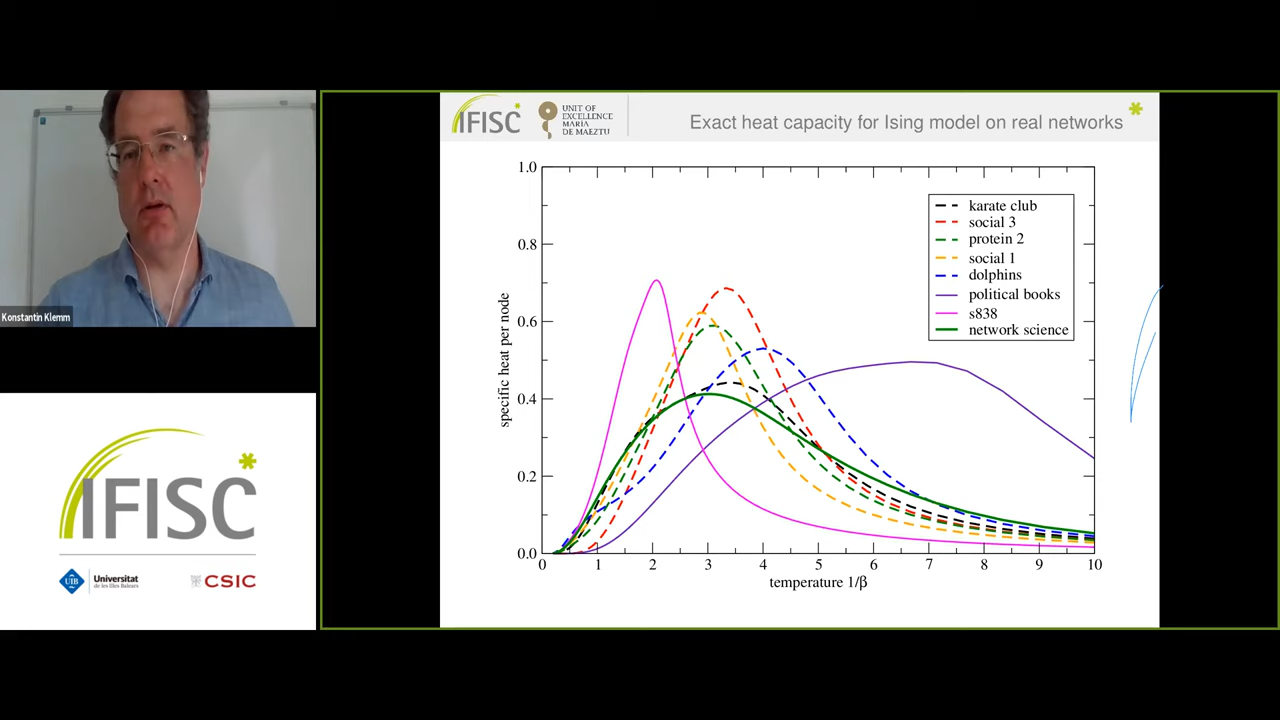 Konstantin Klemm
IFISC
UIB
Universitat
de les Illes Balears
CSIC
IFISC
UNIT OF
EXCELLENCE
MARIA
DE MAEZTU
Exact heat capacity for Ising model on real networks
1.0
0.8
0.6
0.4
0.2
0.0
specific heat per node
karate club
social 3
protein 2
social 1
dolphins
political books
s838
network science
0
1
2
3
4
5
6
7
8
9
10
temperature 1/β